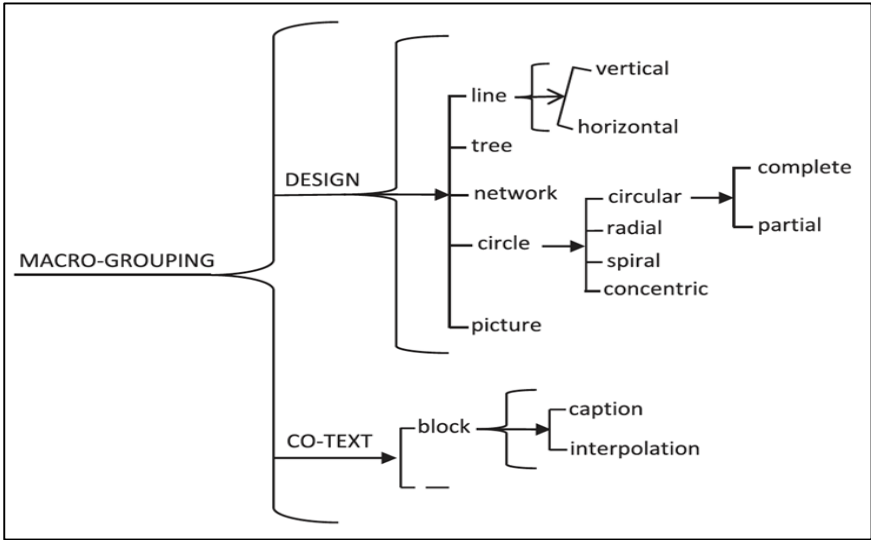 MACRO-GROUPING
DESIGN
line
vertical
horizontal
tree
network
circle
circular
complete
partial
radial
spiral
concentric
picture
CO-TEXT
block
caption
interpolation